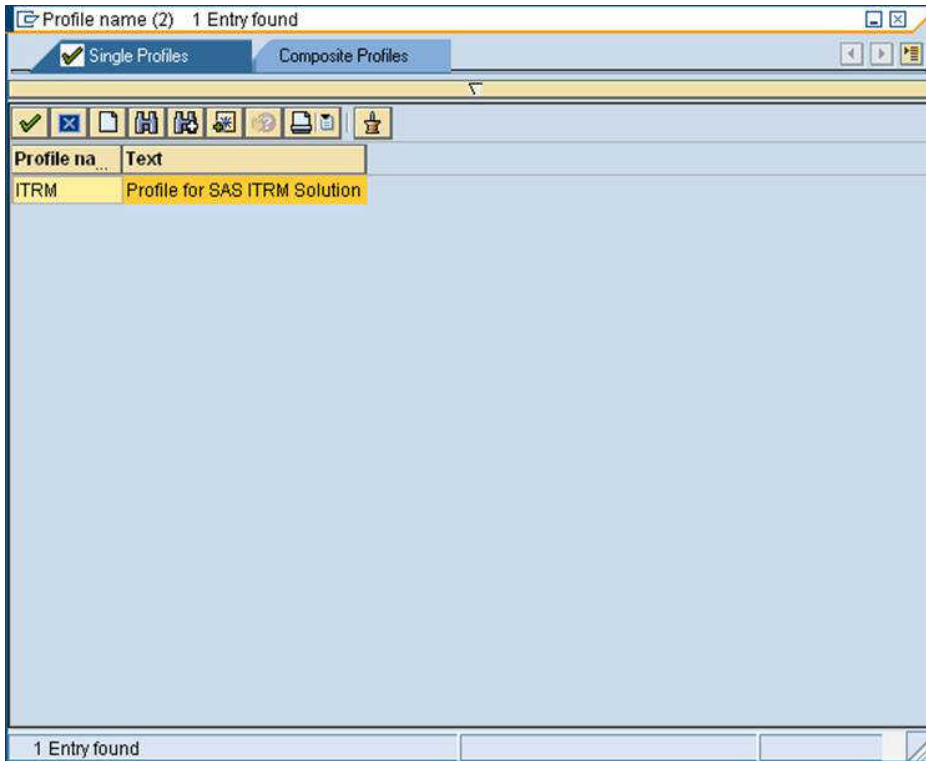 Profile name (2) 1 Entry found
Single Profiles Composite Profiles
Profile na... Text
ITRM Profile for SAS ITRM Solution
1 Entry found